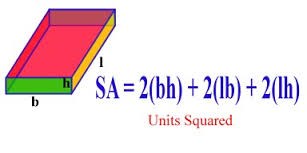 l
h
b
SA = 2(bh) + 2(lb) + 2(lh)
Units Squared